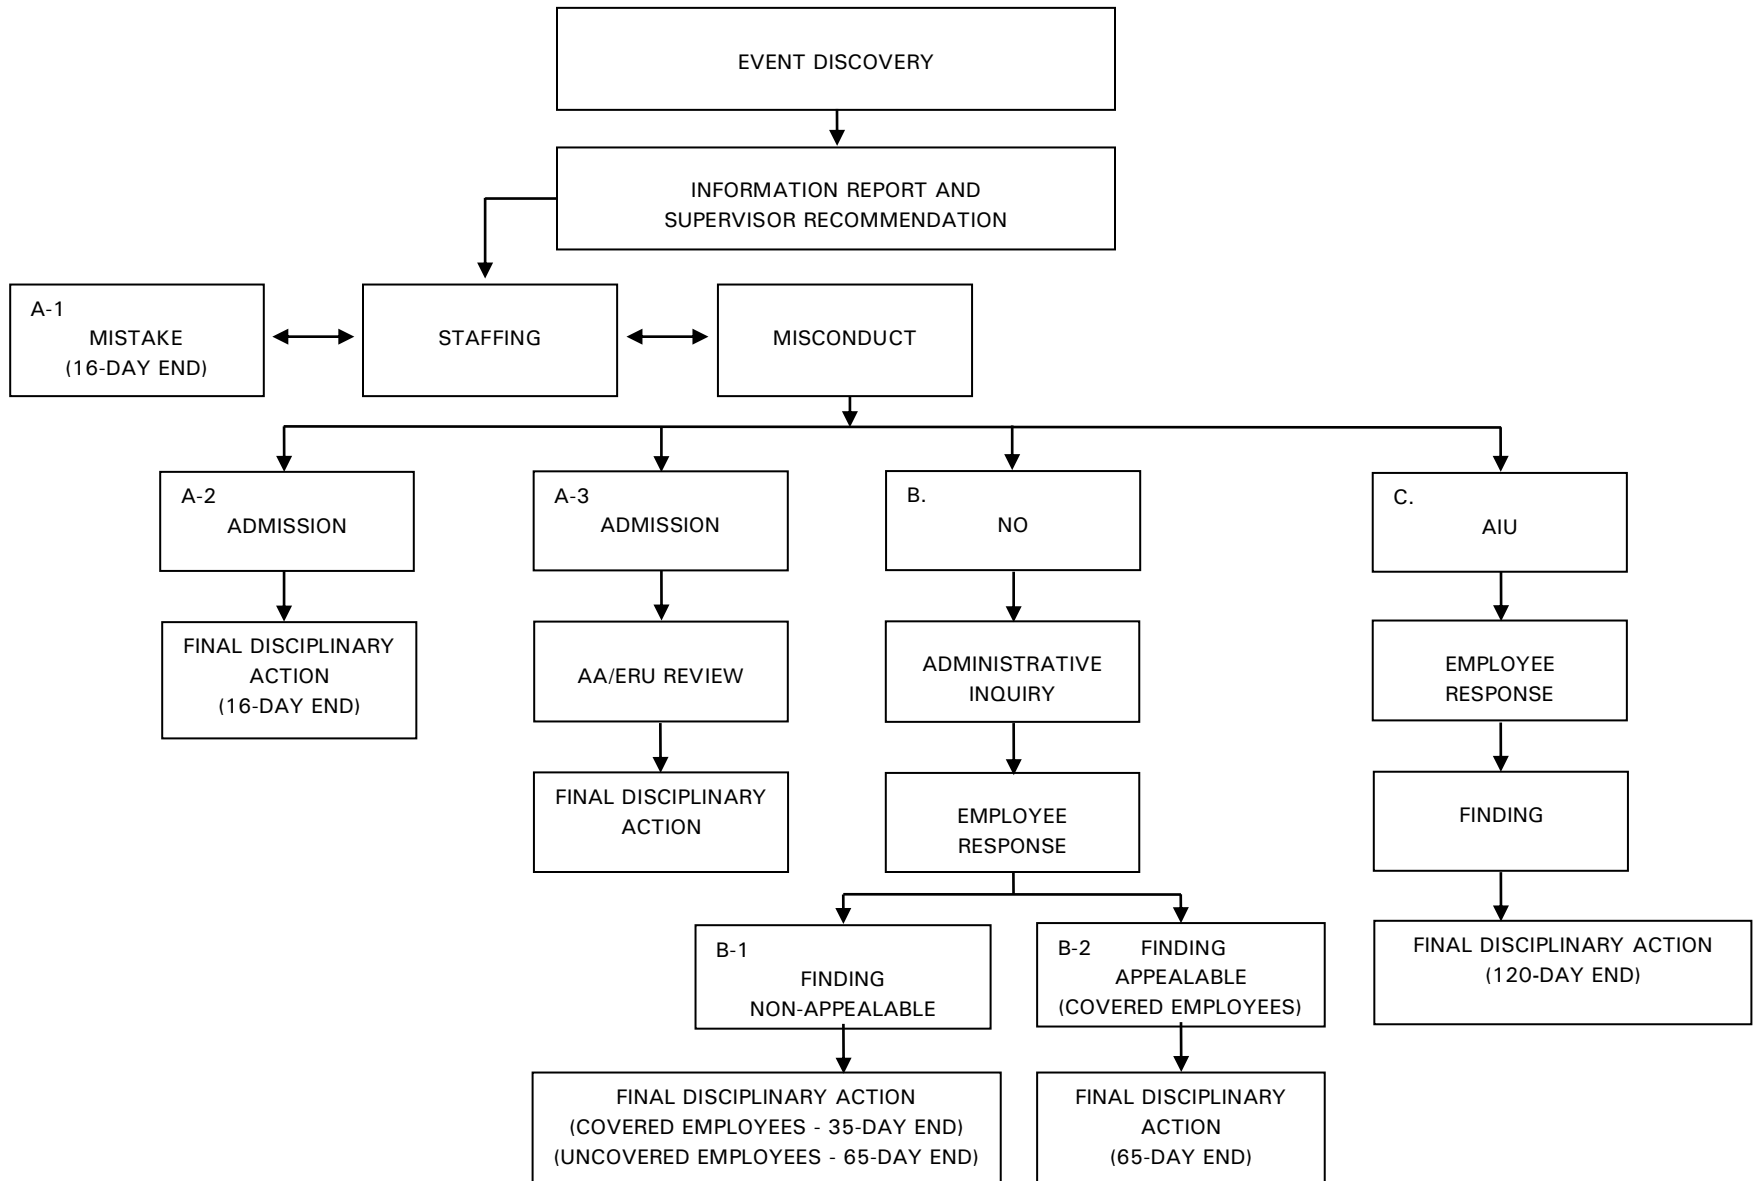 EVENT DISCOVERY
INFORMATION REPORT AND
SUPERVISOR RECOMMENDATION
A-1
MISTAKE
(16-DAY END)
STAFFING
MISCONDUCT
A-2
ADMISSION
A-3
ADMISSION
B.
NO
C.
AIU
FINAL DISCIPLINARY
ACTION
(16-DAY END)
AA/ERU REVIEW
ADMINISTRATIVE
INQUIRY
EMPLOYEE
RESPONSE
FINAL DISCIPLINARY
ACTION
EMPLOYEE
RESPONSE
FINDING
B-1
FINDING
NON-APPEALABLE
B-2 FINDING
APPEALABLE
(COVERED EMPLOYEES)
FINAL DISCIPLINARY ACTION
(120-DAY END)
FINAL DISCIPLINARY ACTION
(COVERED EMPLOYEES - 35-DAY END)
(UNCOVERED EMPLOYEES - 65-DAY END)
FINAL DISCIPLINARY
ACTION
(65-DAY END)